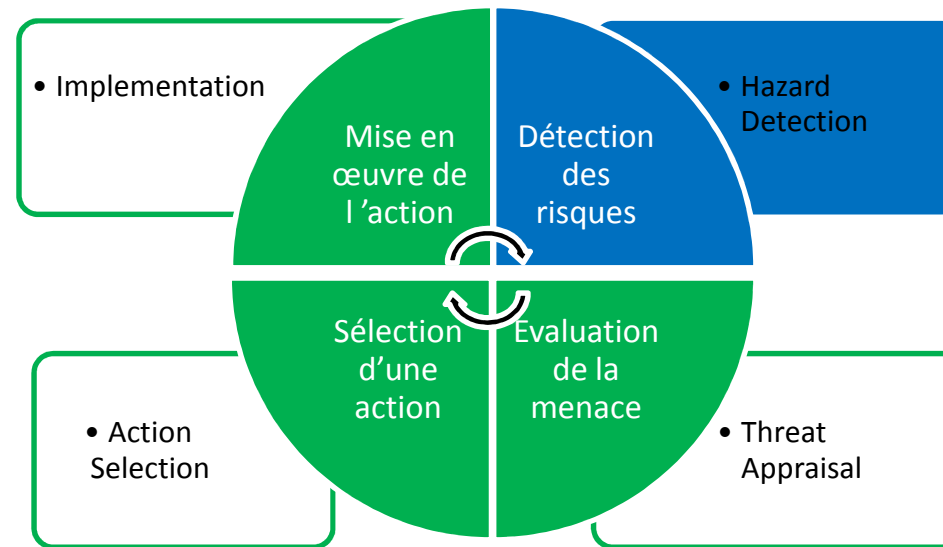 • Implementation
Mise en
œuvre de
l ’action
Détection
des
risques
• Hazard
Detection
Sélection
d’une
action
Evaluation
de la
menace
• Action
Selection
• Threat
Appraisal